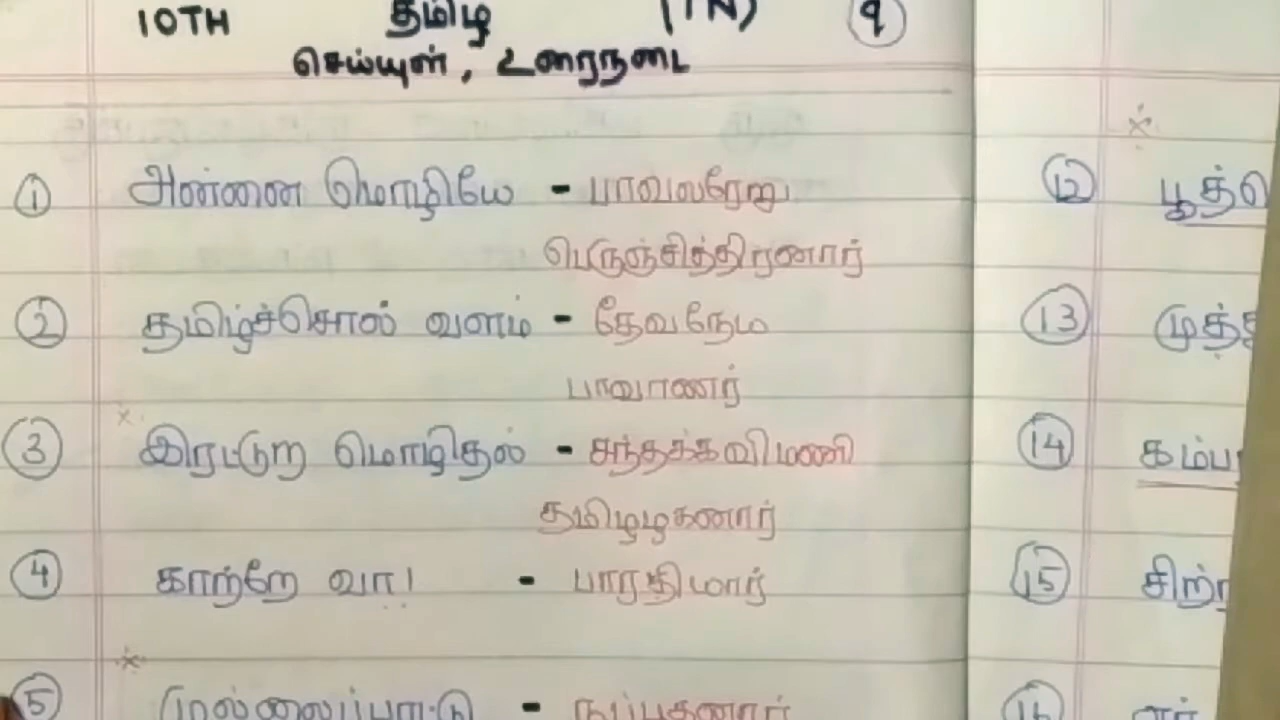 10TH தமிழ் (TN) 9
செய்யுள், உரைநடை
① அன்னை மொழியே - பாவலரேறு
பெருஞ்சித்திரனார்
② தமிழ்ச்சொல் வளம் - தேவநேய
பாவாணர்
③ இரட்டுற மொழிதல் - சந்தக்கவிமணி
தமிழழகனார்
④ காற்றே வா! - பாரதியார்
⑤ முல்லைப்பாட்டு - நப்பூதனார்
⑫
⑬
⑭
⑮
16